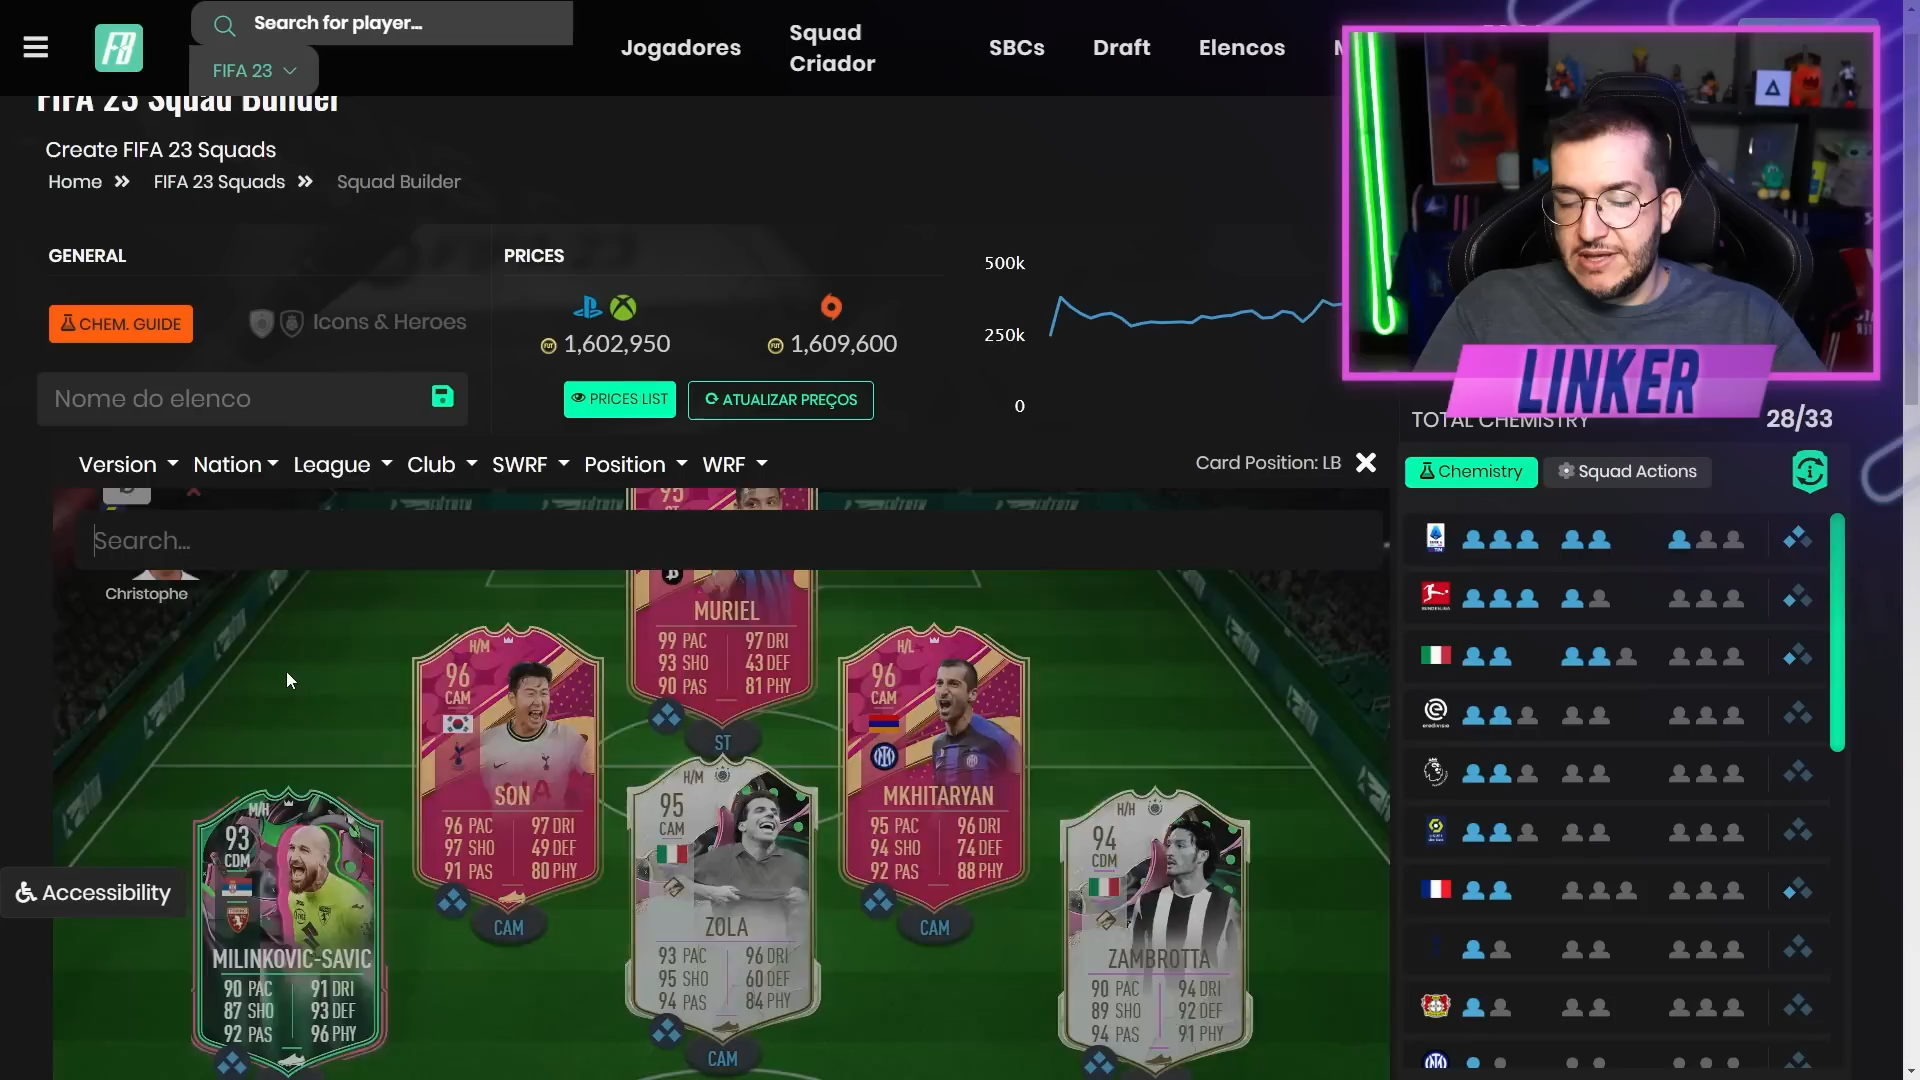 Search for player...
FIFA 23
Jogadores
Squad
Criador
SBCs
Draft
Elencos
FIFA 23 Squad Builder
Create FIFA 23 Squads
Home » FIFA 23 Squads » Squad Builder
GENERAL
PRICES
CHEM. GUIDE
Icons & Heroes
1,602,950
1,609,600
500k
250k
0
Nome do elenco
PRICES LIST
ATUALIZAR PREÇOS
LINKER
TOTAL CHEMISTRY
28/33
Version
Nation
League
Club
SWRF
Position
WRF
Card Position: LB
Chemistry
Squad Actions
Search...
Christophe
95
ST
MURIEL
99 PAC 97 DRI
93 SHO 43 DEF
90 PAS 81 PHY
ST
H/M
96
CAM
SON
96 PAC 97 DRI
97 SHO 49 DEF
91 PAS 80 PHY
CAM
H/L
96
CAM
MKHITARYAN
95 PAC 96 DRI
94 SHO 74 DEF
92 PAS 88 PHY
CAM
M/H
93
CDM
MILINKOVIC-SAVIC
90 PAC 91 DRI
87 SHO 93 DEF
92 PAS 96 PHY
H/M
95
CAM
ZOLA
93 PAC 96 DRI
95 SHO 60 DEF
94 PAS 84 PHY
CAM
H/H
94
CDM
ZAMBROTTA
90 PAC 94 DRI
89 SHO 92 DEF
94 PAS 91 PHY
Accessibility